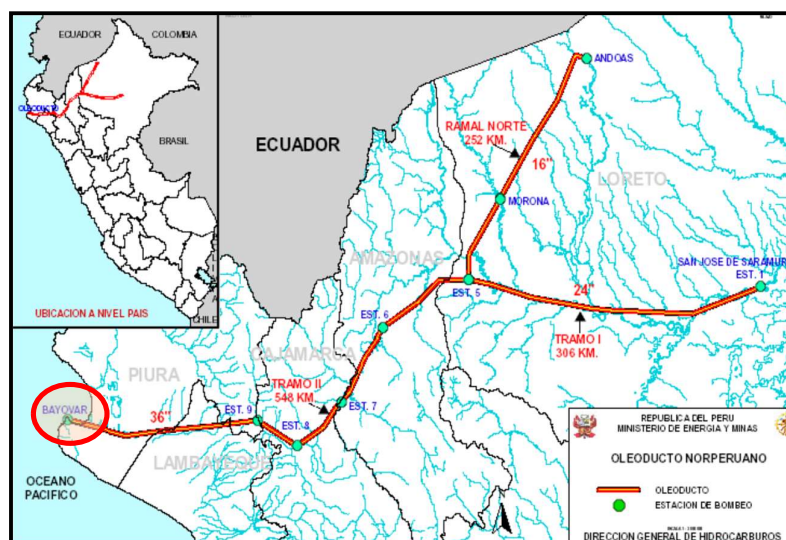 ECUADOR
COLOMBIA
OLEODUCTO
BRASIL
CHILE
UBICACION A NIVEL PAIS
ECUADOR
ANDOAS
RAMAL NORTE
252 KM.
16"
LORETO
MORONA
AMAZONAS
SAN JOSE DE SARAMUR
EST. 1
EST. 5
24"
TRAMO I
306 KM.
EST. 6
CAJAMARCA
PIURA
TRAMO II
548 KM.
EST. 7
BAYOVAR
36"
EST. 9
EST. 8
LAMBAYEQUE
OCEANO
PACIFICO
REPUBLICA DEL PERU
MINISTERIO DE ENERGIA Y MINAS
OLEODUCTO NORPERUANO
OLEODUCTO
ESTACION DE BOMBEO
DIRECCION GENERAL DE HIDROCARBUROS